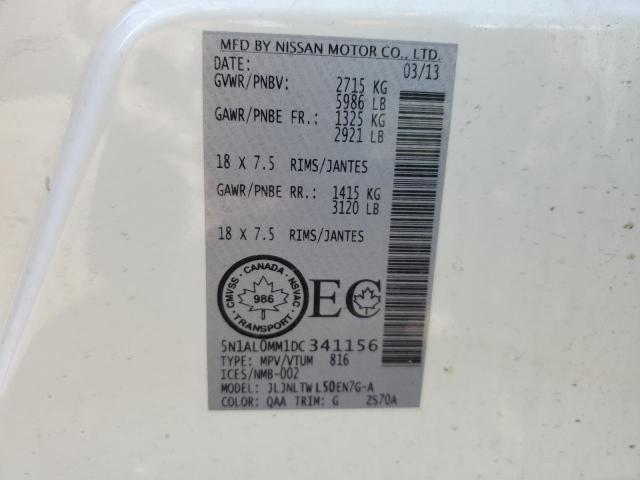 MFD BY NISSAN MOTOR CO., LTD.
DATE: 03/13
GVWR/PNBV: 2715 KG
5986 LB
GAWR/PNBE FR.: 1325 KG
2921 LB
18 X 7.5 RIMS/JANTES
GAWR/PNBE RR.: 1415 KG
3120 LB
18 X 7.5 RIMS/JANTES
CMVSS · CANADA · NSVAC
986
TRANSPORT
EC
5N1AL0MM1DC341156
TYPE: MPV/VTUM 816
ICES/NMB-002
MODEL: JLJNLTWL50EN7G-A
COLOR: QAA TRIM: G 2S70A